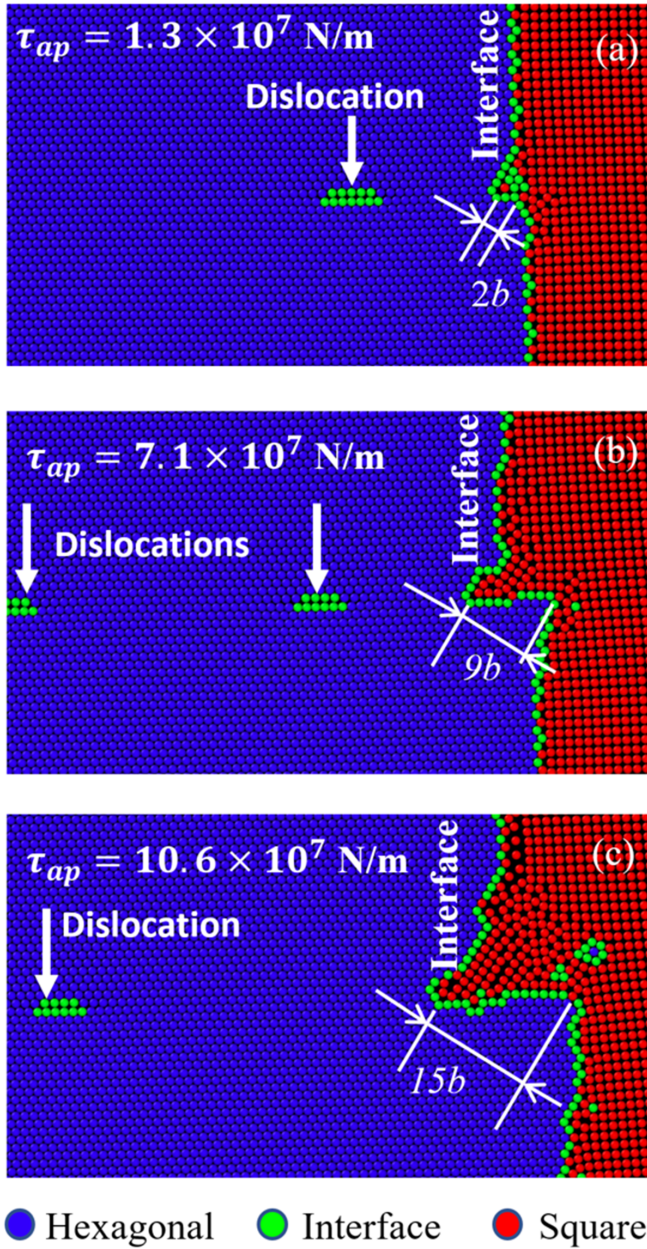 τap = 1.3 × 10⁷ N/m
(a)
Interface
Dislocation
2b
τap = 7.1 × 10⁷ N/m
(b)
Interface
Dislocations
9b
τap = 10.6 × 10⁷ N/m
(c)
Interface
Dislocation
15b
Hexagonal Interface Square